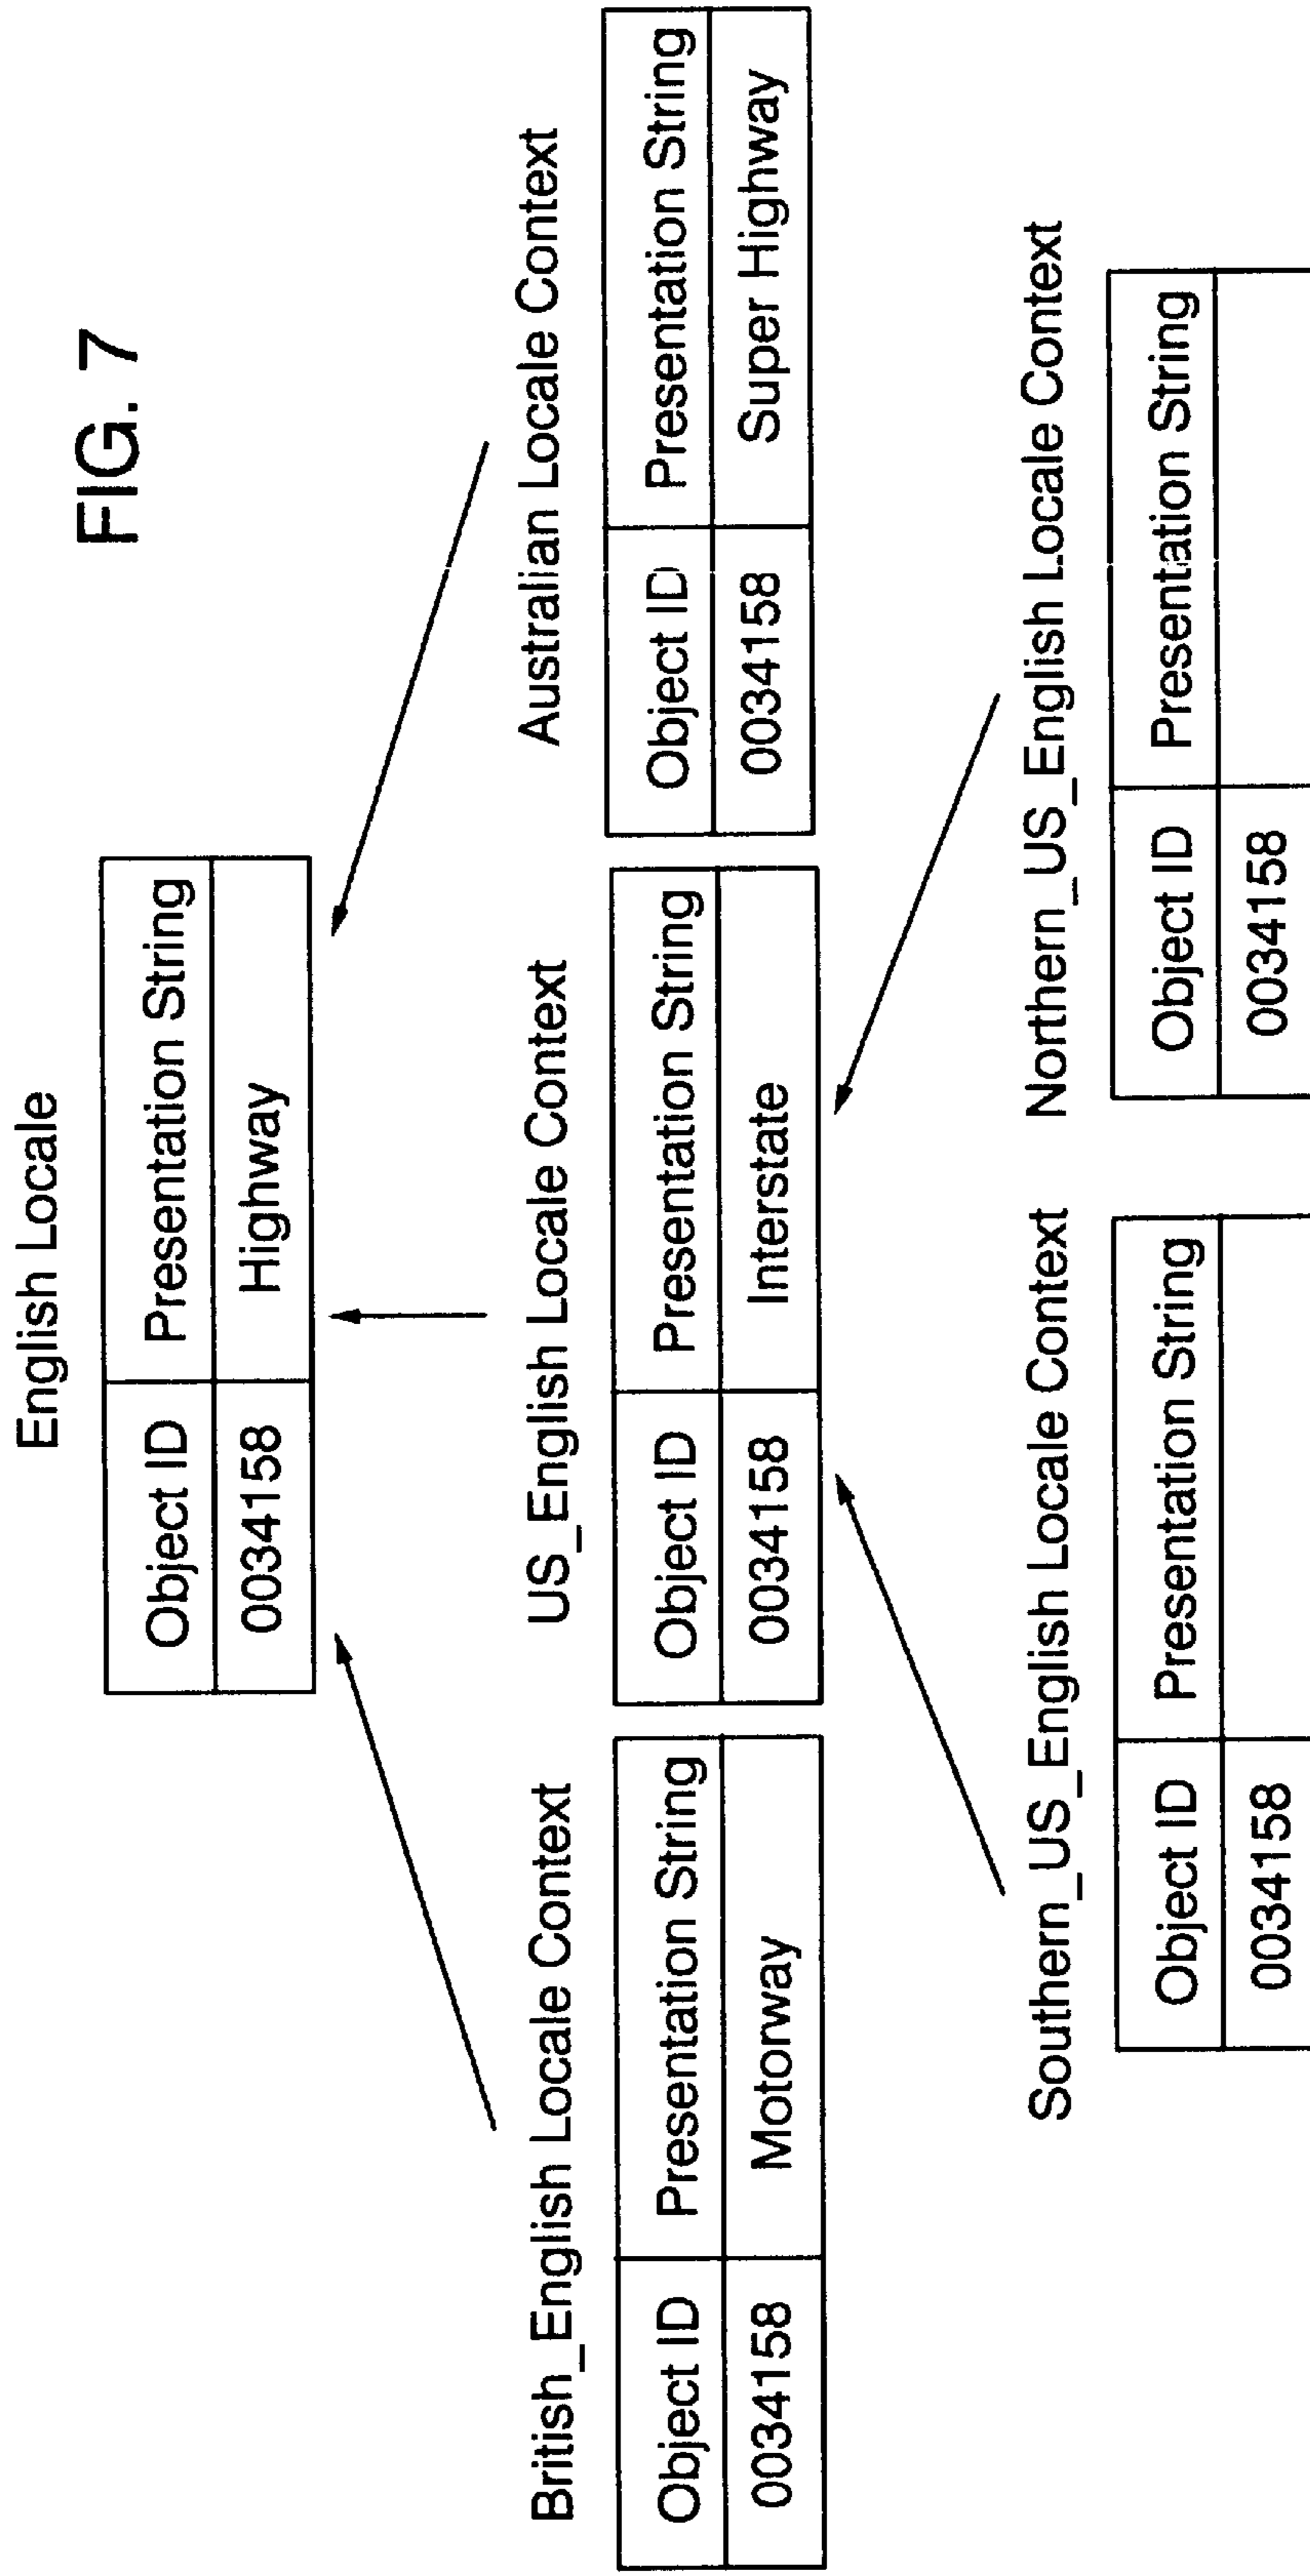 FIG. 7
English Locale
Object ID Presentation String
0034158 Highway
British_English Locale Context
Object ID Presentation String
0034158 Motorway
US_English Locale Context
Object ID Presentation String
0034158 Interstate
Australian Locale Context
Object ID Presentation String
0034158 Super Highway
Southern_US_English Locale Context
Object ID Presentation String
0034158
Northern_US_English Locale Context
Object ID Presentation String
0034158